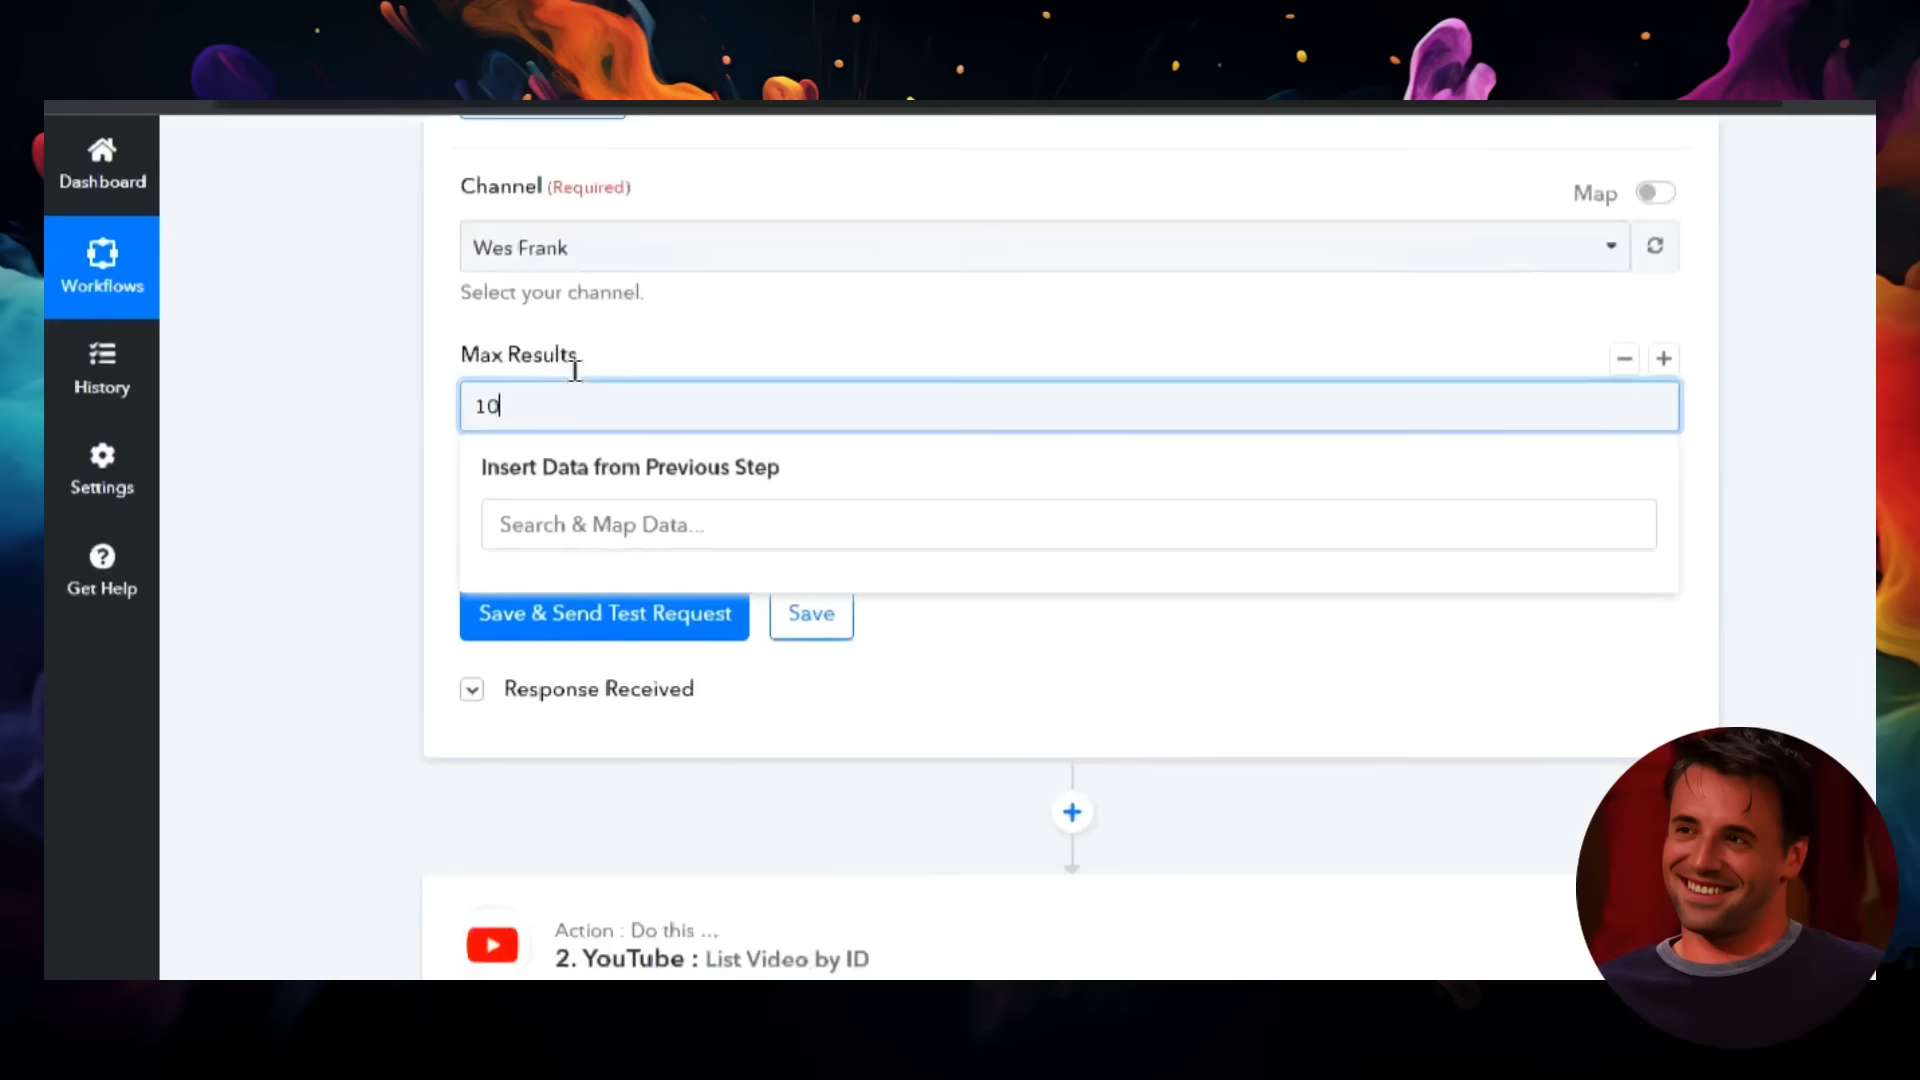 Dashboard
Workflows
History
Settings
Get Help
Channel (Required)
Map
Wes Frank
Select your channel.
Max Results
10
Insert Data from Previous Step
Search & Map Data...
Save & Send Test Request
Save
Response Received
Action : Do this ...
2. YouTube : List Video by ID